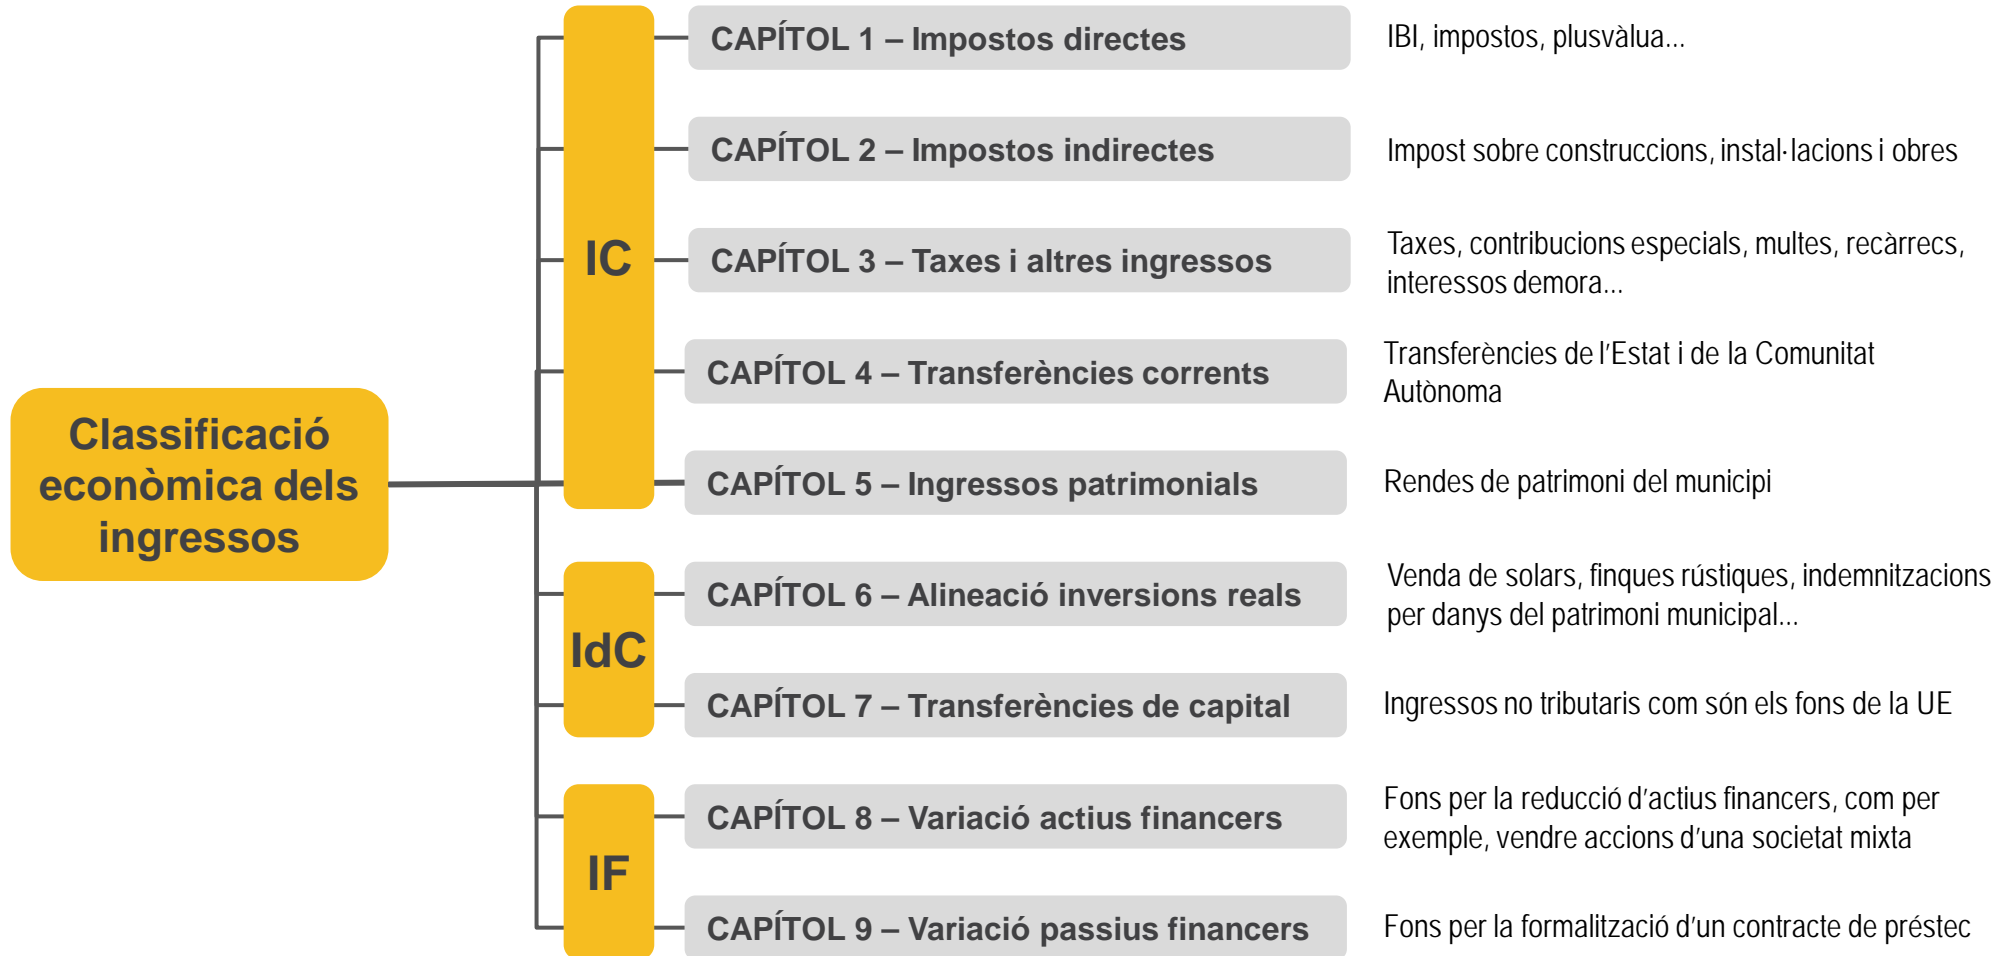 Classificació
econòmica dels
ingressos
IC
CAPÍTOL 1 – Impostos directes
IBI, impostos, plusvàlua...
CAPÍTOL 2 – Impostos indirectes
Impost sobre construccions, instal·lacions i obres
CAPÍTOL 3 – Taxes i altres ingressos
Taxes, contribucions especials, multes, recàrrecs,
interessos demora...
CAPÍTOL 4 – Transferències corrents
Transferències de l'Estat i de la Comunitat
Autònoma
CAPÍTOL 5 – Ingressos patrimonials
Rendes de patrimoni del municipi
IdC
CAPÍTOL 6 – Alineació inversions reals
Venda de solars, finques rústiques, indemnitzacions
per danys del patrimoni municipal...
CAPÍTOL 7 – Transferències de capital
Ingressos no tributaris com són els fons de la UE
IF
CAPÍTOL 8 – Variació actius financers
Fons per la reducció d'actius financers, com per
exemple, vendre accions d'una societat mixta
CAPÍTOL 9 – Variació passius financers
Fons per la formalització d'un contracte de préstec